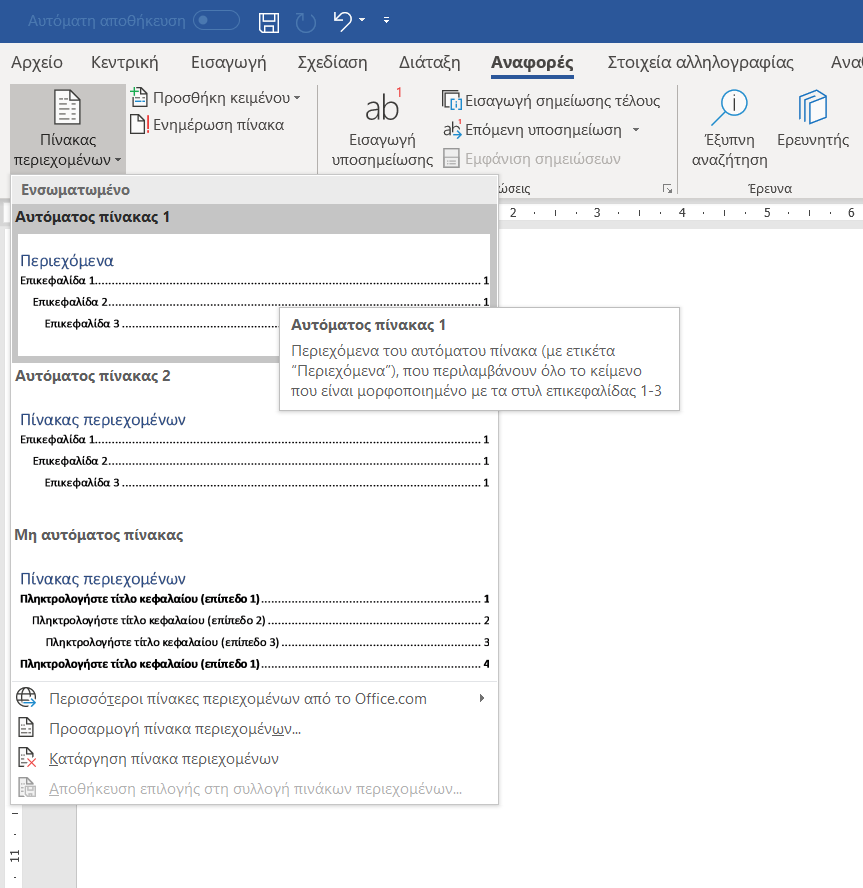 Αυτόματη αποθήκευση
Αρχείο Κεντρική Εισαγωγή Σχεδίαση Διάταξη Αναφορές Στοιχεία αλληλογραφίας Ανα
Πίνακας
περιεχομένων
Προσθήκη κειμένου
Ενημέρωση πίνακα
ab1
Εισαγωγή
υποσημείωσης
Εισαγωγή σημείωσης τέλους
Επόμενη υποσημείωση
Εμφάνιση σημειώσεων
ώσεις
Έξυπνη
αναζήτηση
Ερευνητής
Έρευνα
2 · ı · 3 · ı · 4 · ı · 5 · ı · 6
Ενσωματωμένο
Αυτόματος πίνακας 1
Περιεχόμενα
Επικεφαλίδα 1 1
Επικεφαλίδα 2 1
Επικεφαλίδα 3
Αυτόματος πίνακας 1
Περιεχόμενα του αυτόματου πίνακα (με ετικέτα
“Περιεχόμενα”), που περιλαμβάνουν όλο το κείμενο
που είναι μορφοποιημένο με τα στυλ επικεφαλίδας 1-3
Αυτόματος πίνακας 2
Πίνακας περιεχομένων
Επικεφαλίδα 1 1
Επικεφαλίδα 2 1
Επικεφαλίδα 3 1
Μη αυτόματος πίνακας
Πίνακας περιεχομένων
Πληκτρολογήστε τίτλο κεφαλαίου (επίπεδο 1) 1
Πληκτρολογήστε τίτλο κεφαλαίου (επίπεδο 2) 2
Πληκτρολογήστε τίτλο κεφαλαίου (επίπεδο 3) 3
Πληκτρολογήστε τίτλο κεφαλαίου (επίπεδο 1) 4
Περισσότεροι πίνακες περιεχομένων από το Office.com
Προσαρμογή πίνακα περιεχομένων...
Κατάργηση πίνακα περιεχομένων
Αποθήκευση επιλογής στη συλλογή πινάκων περιεχομένων...
11